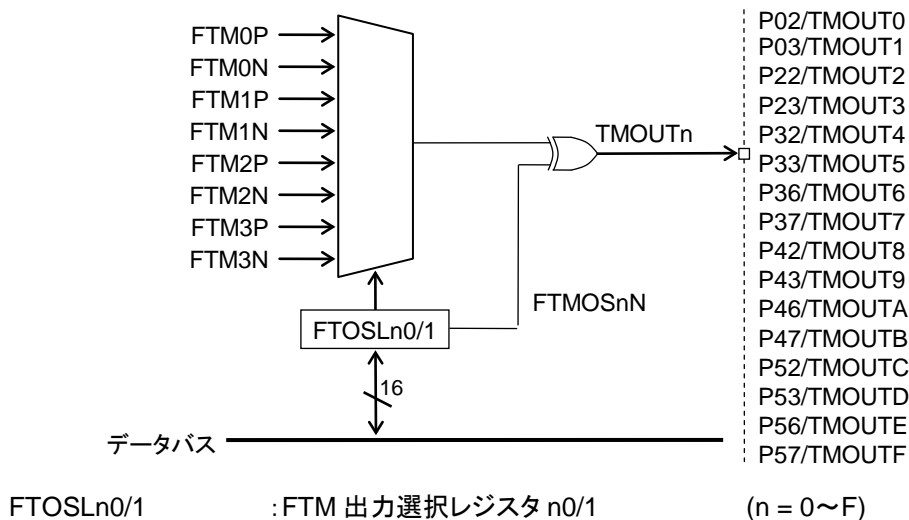 FTM0P
FTM0N
FTM1P
FTM1N
FTM2P
FTM2N
FTM3P
FTM3N
FTOSLn0/1
16
データバス
FTMOSnN
TMOUTn
P02/TMOUT0
P03/TMOUT1
P22/TMOUT2
P23/TMOUT3
P32/TMOUT4
P33/TMOUT5
P36/TMOUT6
P37/TMOUT7
P42/TMOUT8
P43/TMOUT9
P46/TMOUTA
P47/TMOUTB
P52/TMOUTC
P53/TMOUTD
P56/TMOUTE
P57/TMOUTF
FTOSLn0/1 :FTM 出力選択レジスタ n0/1 (n = 0～F)